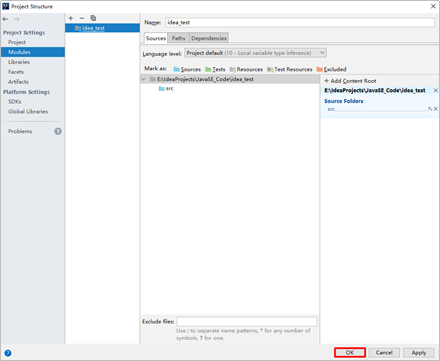 Project Structure
Project Settings
Project
Modules
Libraries
Facets
Artifacts
Platform Settings:
SDKs
Global Libraries
Problems 1
idea_test
Name: idea_test
Sources Paths Dependencies
Language level: Project default (10 - Local variable type inference)
Mark as: Sources Tests Resources Test Resources Excluded
E:\IdeaProjects\JavaSE_Code\idea_test
src
+ Add Content Root
E:\IdeaProjects\JavaSE_Code\idea_test
Source Folders
src
Exclude files:
Use ; to separate name patterns, * for any number of
symbols, ? for one.
? OK Cancel Apply